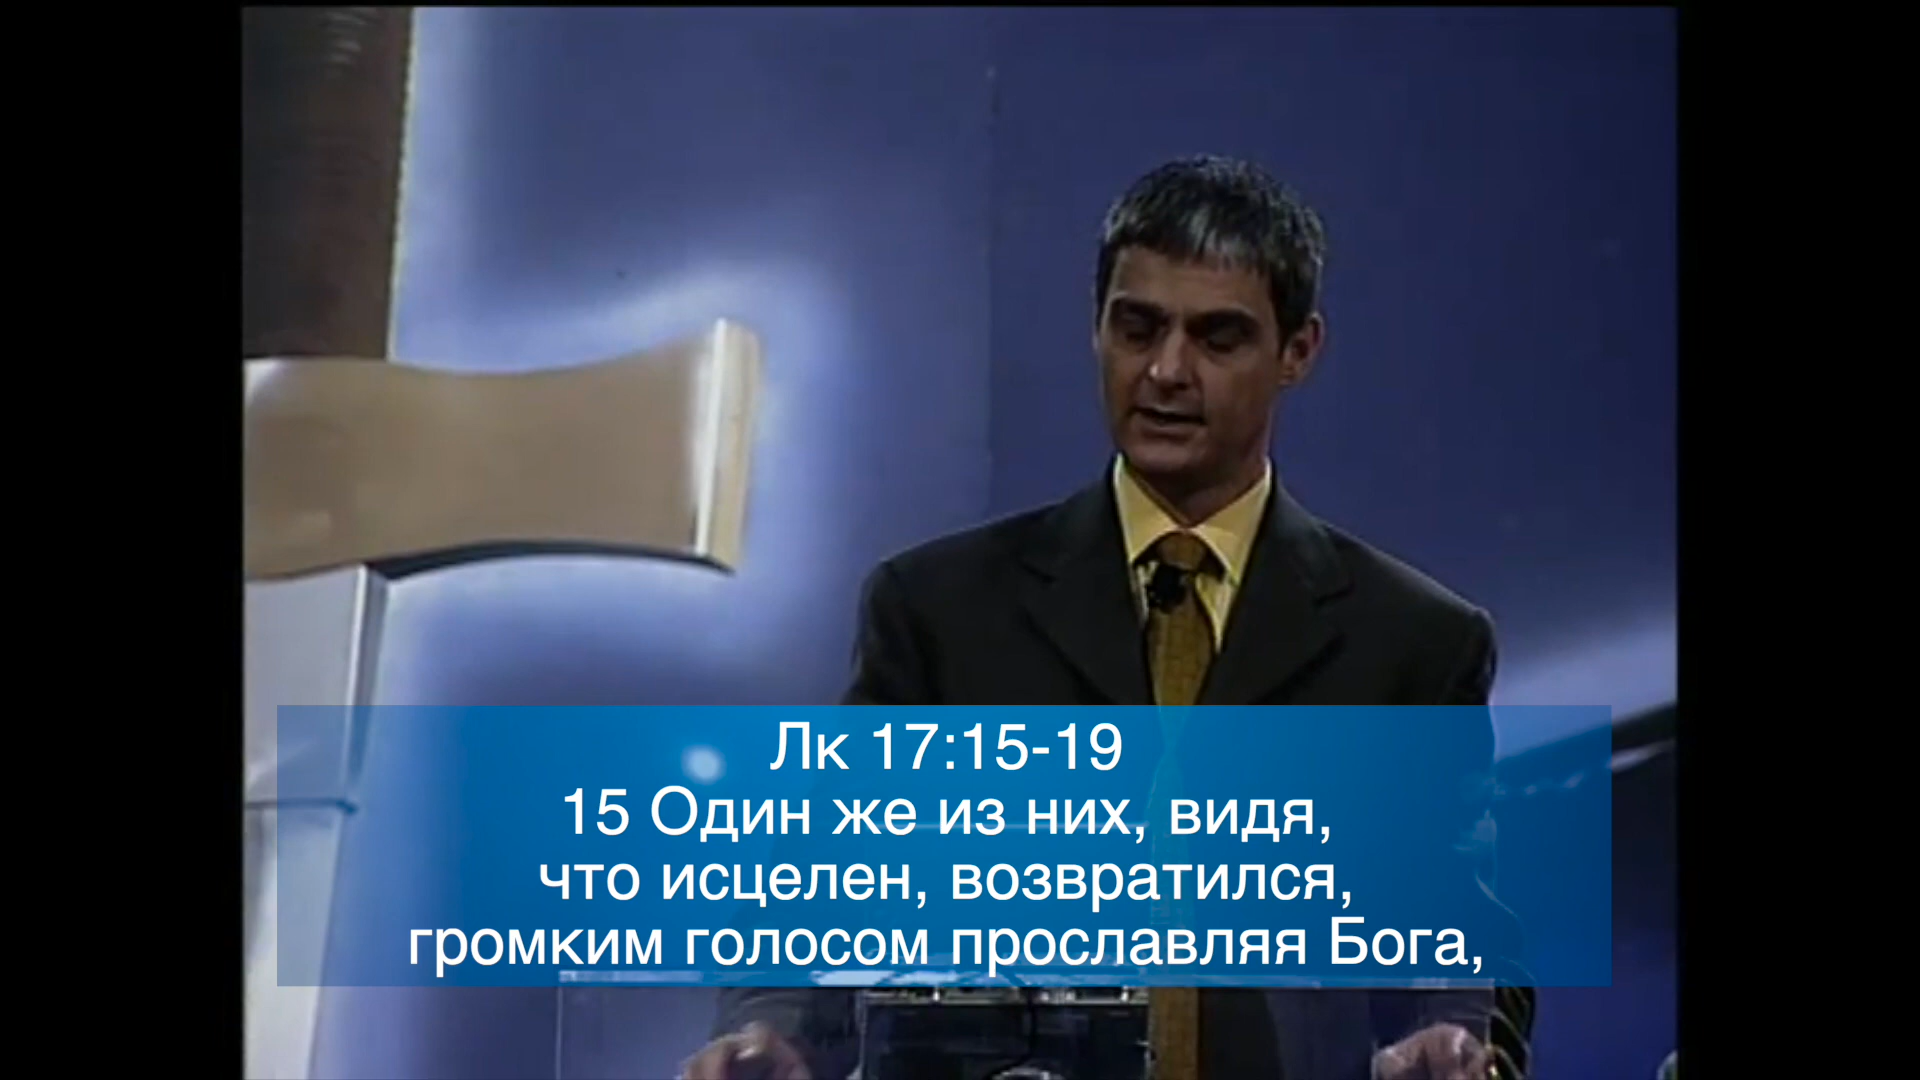 Лк 17:15-19
15 Один же из них, видя,
что исцелен, возвратился,
громким голосом прославляя Бога,